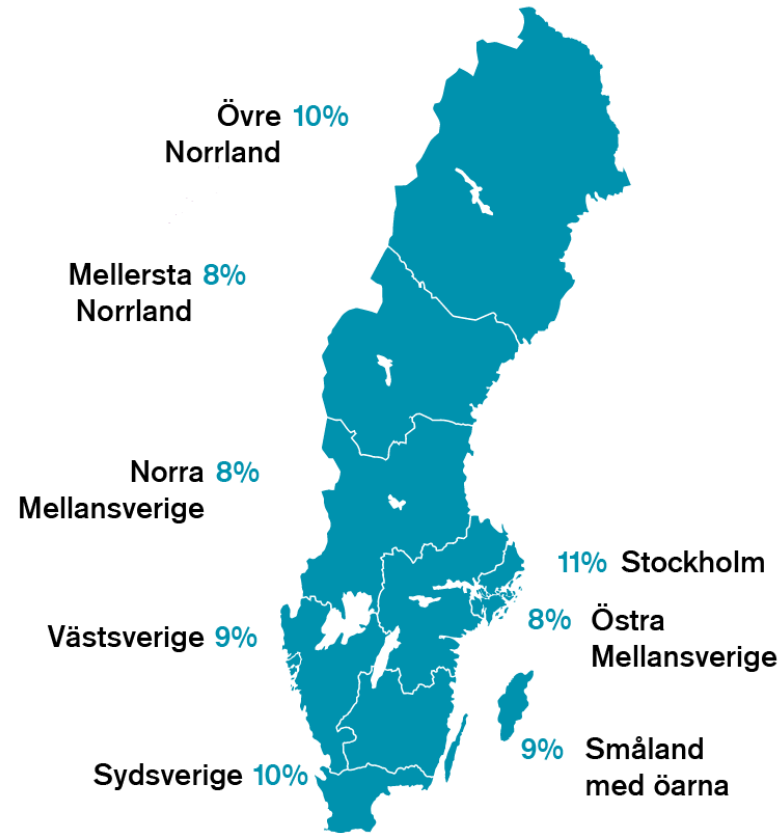 Övre 10%
Norrland
Mellersta 8%
Norrland
Norra 8%
Mellansverige
11% Stockholm
8% Östra
Mellansverige
Västsverige 9%
9% Småland
med öarna
Sydsverige 10%